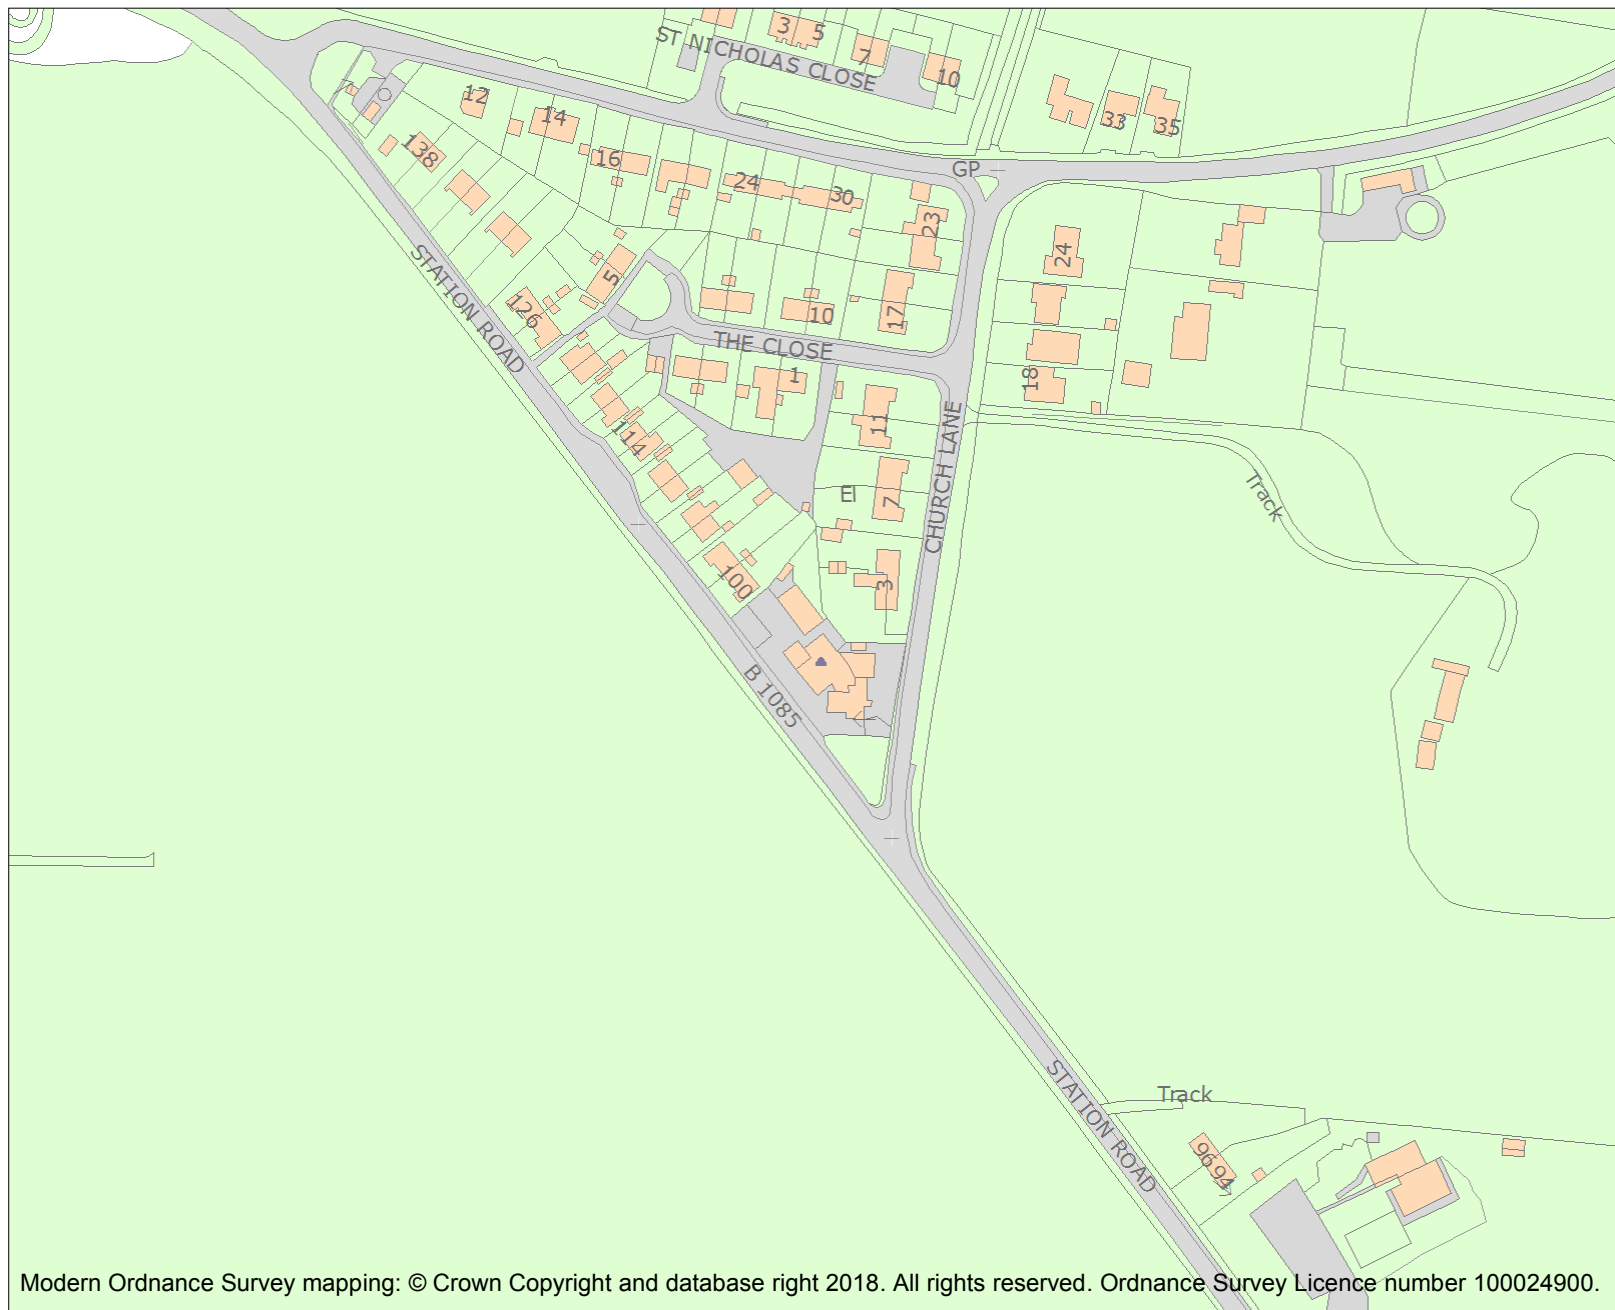 3
5
ST NICHOLAS CLOSE
7
10
12
14
33
35
138
16
GP
24
30
23
24
STATION ROAD
5
126
10
17
THE CLOSE
1
18
11
114
CHURCH LANE
El
7
Track
100
3
B 1085
STATION ROAD
Track
96
94
Modern Ordnance Survey mapping: © Crown Copyright and database right 2018. All rights reserved. Ordnance Survey Licence number 100024900.